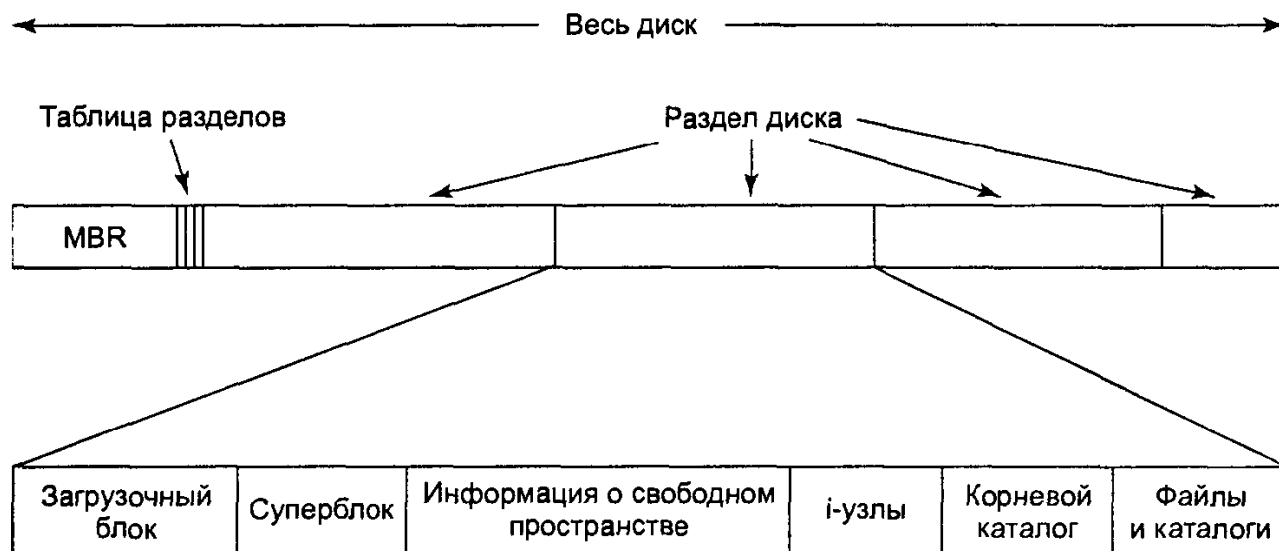 Весь диск
Таблица разделов
Раздел диска
MBR
Загрузочный
блок
Суперблок
Информация о свободном
пространстве
i-узлы
Корневой
каталог
Файлы
и каталоги